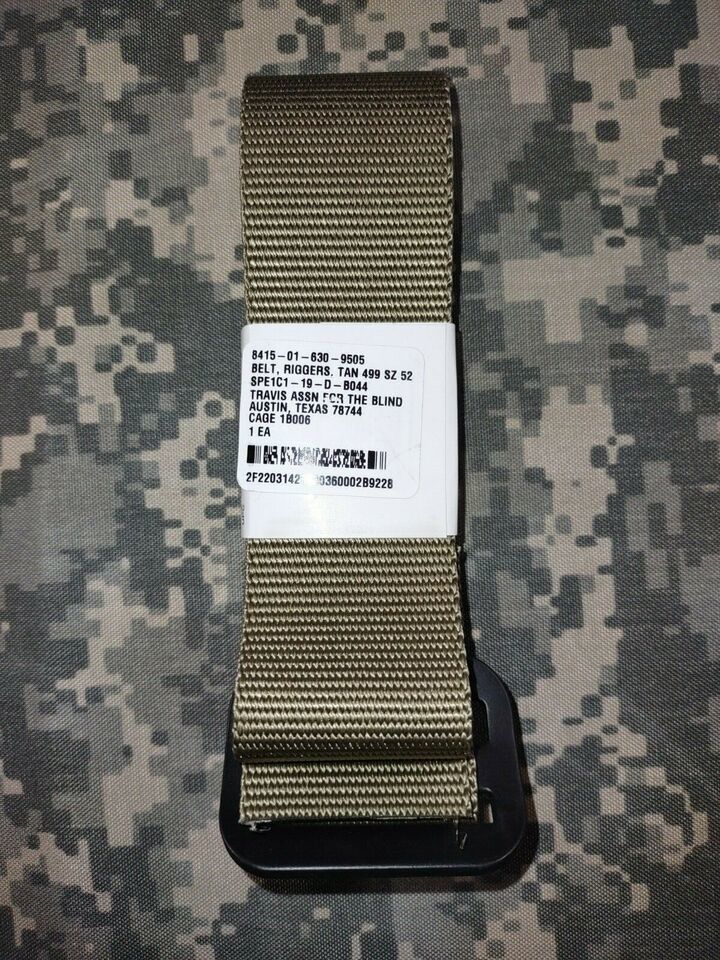 8415-01-630-9505
BELT, RIGGERS. TAN 499 SZ 52
SPE1C1-19-D-B044
TRAVIS ASSN FOR THE BLIND
AUSTIN, TEXAS 78744
CAGE 1B006
1 EA